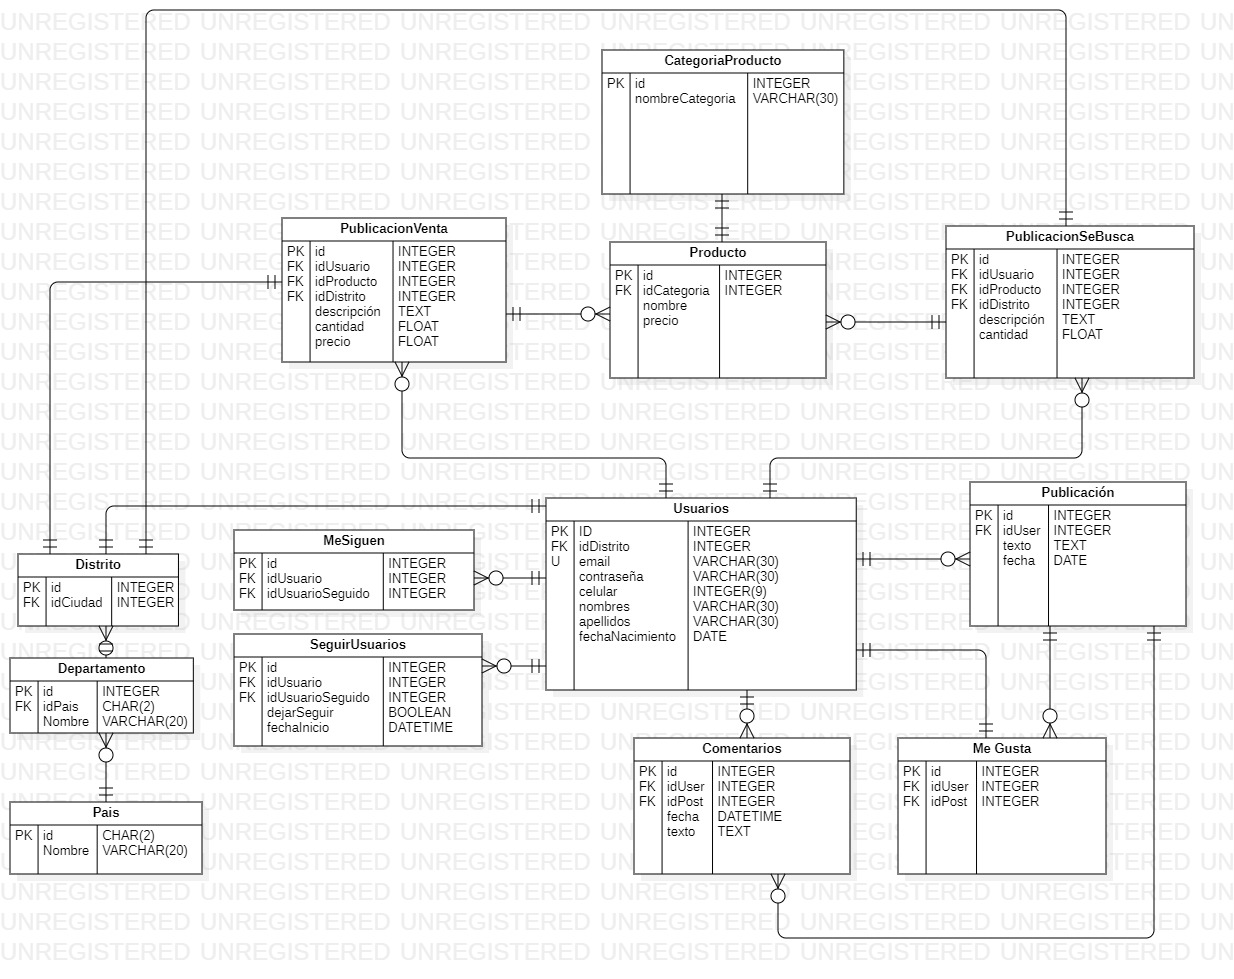 CategoriaProducto
PK id INTEGER
nombreCategoria VARCHAR(30)
PublicacionVenta
PK id INTEGER
FK idUsuario INTEGER
FK idProducto INTEGER
FK idDistrito INTEGER
descripción TEXT
cantidad FLOAT
precio FLOAT
Producto
PK id INTEGER
FK idCategoria INTEGER
nombre
precio
PublicacionSeBusca
PK id INTEGER
FK idUsuario INTEGER
FK idProducto INTEGER
FK idDistrito INTEGER
descripción TEXT
cantidad FLOAT
Usuarios
PK ID INTEGER
FK idDistrito INTEGER
U email VARCHAR(30)
contraseña VARCHAR(30)
celular INTEGER(9)
nombres VARCHAR(30)
apellidos VARCHAR(30)
fechaNacimiento DATE
Publicación
PK id INTEGER
FK idUser INTEGER
texto TEXT
fecha DATE
MeSiguen
PK id INTEGER
FK idUsuario INTEGER
FK idUsuarioSeguido INTEGER
Distrito
PK id INTEGER
FK idCiudad INTEGER
SeguirUsuarios
PK id INTEGER
FK idUsuario INTEGER
FK idUsuarioSeguido INTEGER
dejarSeguir BOOLEAN
fechaInicio DATETIME
Departamento
PK id INTEGER
FK idPais CHAR(2)
Nombre VARCHAR(20)
Comentarios
PK id INTEGER
FK idUser INTEGER
FK idPost INTEGER
fecha DATETIME
texto TEXT
Me Gusta
PK id INTEGER
FK idUser INTEGER
FK idPost INTEGER
Pais
PK id CHAR(2)
Nombre VARCHAR(20)
UNREGISTERED